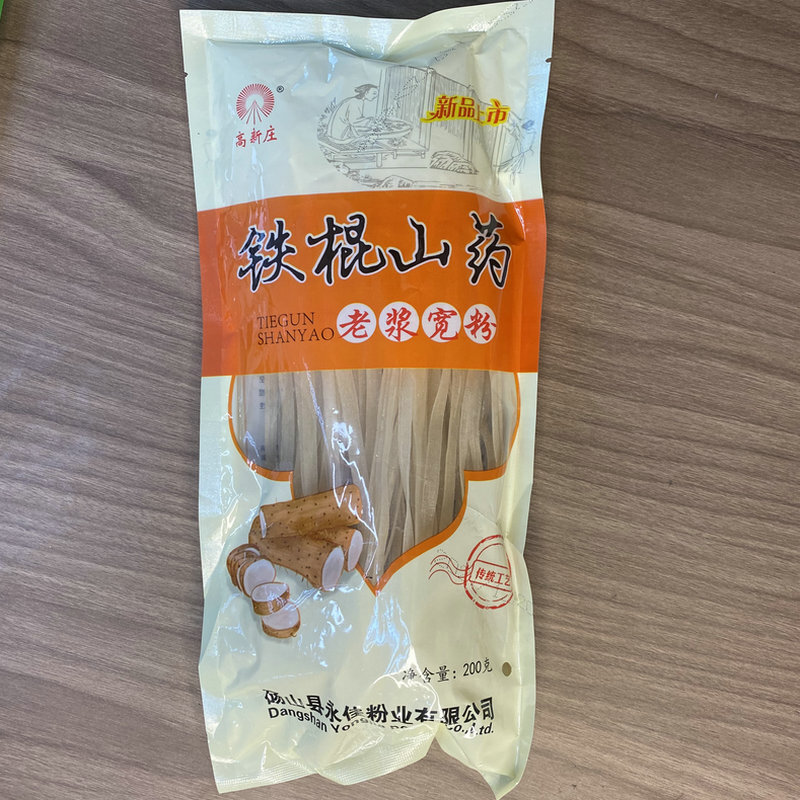 ®
高新庄
新品上市
铁棍山药
TIEGUN
SHANYAO
老浆宽粉
传统工艺
净含量：200克
砀山县永信粉业有限公司
Dangshan Co.,Ltd.